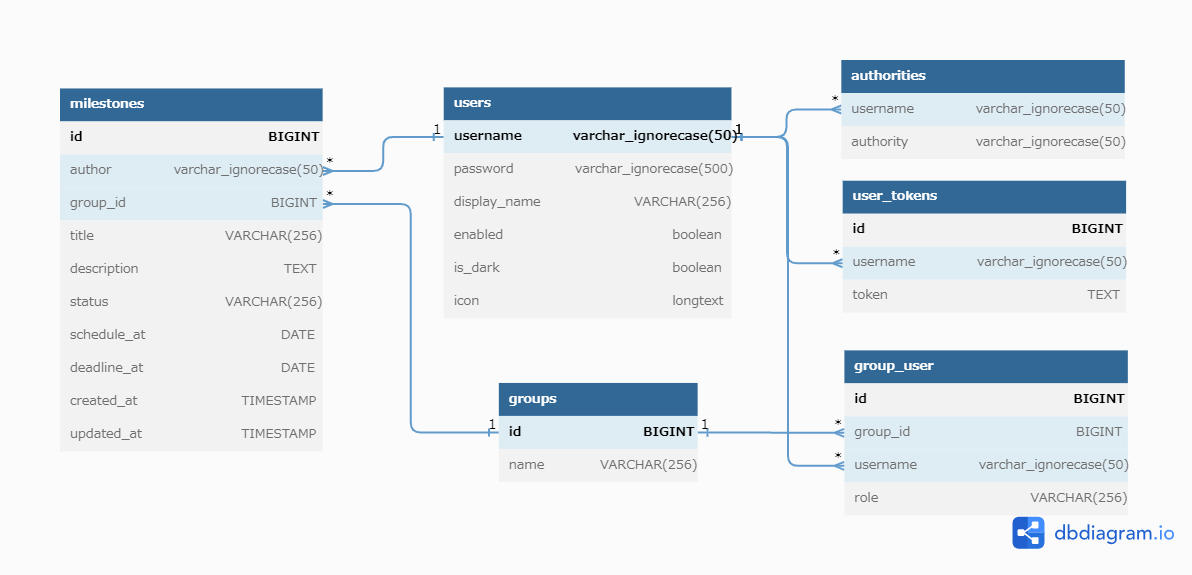 milestones
id BIGINT
author varchar_ignorecase(50) *
group_id BIGINT *
title VARCHAR(256)
description TEXT
status VARCHAR(256)
schedule_at DATE
deadline_at DATE
created_at TIMESTAMP
updated_at TIMESTAMP
users
1 username varchar_ignorecase(50) 1
password varchar_ignorecase(500)
display_name VARCHAR(256)
enabled boolean
is_dark boolean
icon longtext
groups
1 id BIGINT 1
name VARCHAR(256)
authorities
* username varchar_ignorecase(50)
authority varchar_ignorecase(50)
user_tokens
id BIGINT
* username varchar_ignorecase(50)
token TEXT
group_user
id BIGINT
* group_id BIGINT
* username varchar_ignorecase(50)
role VARCHAR(256)
dbdiagram.io